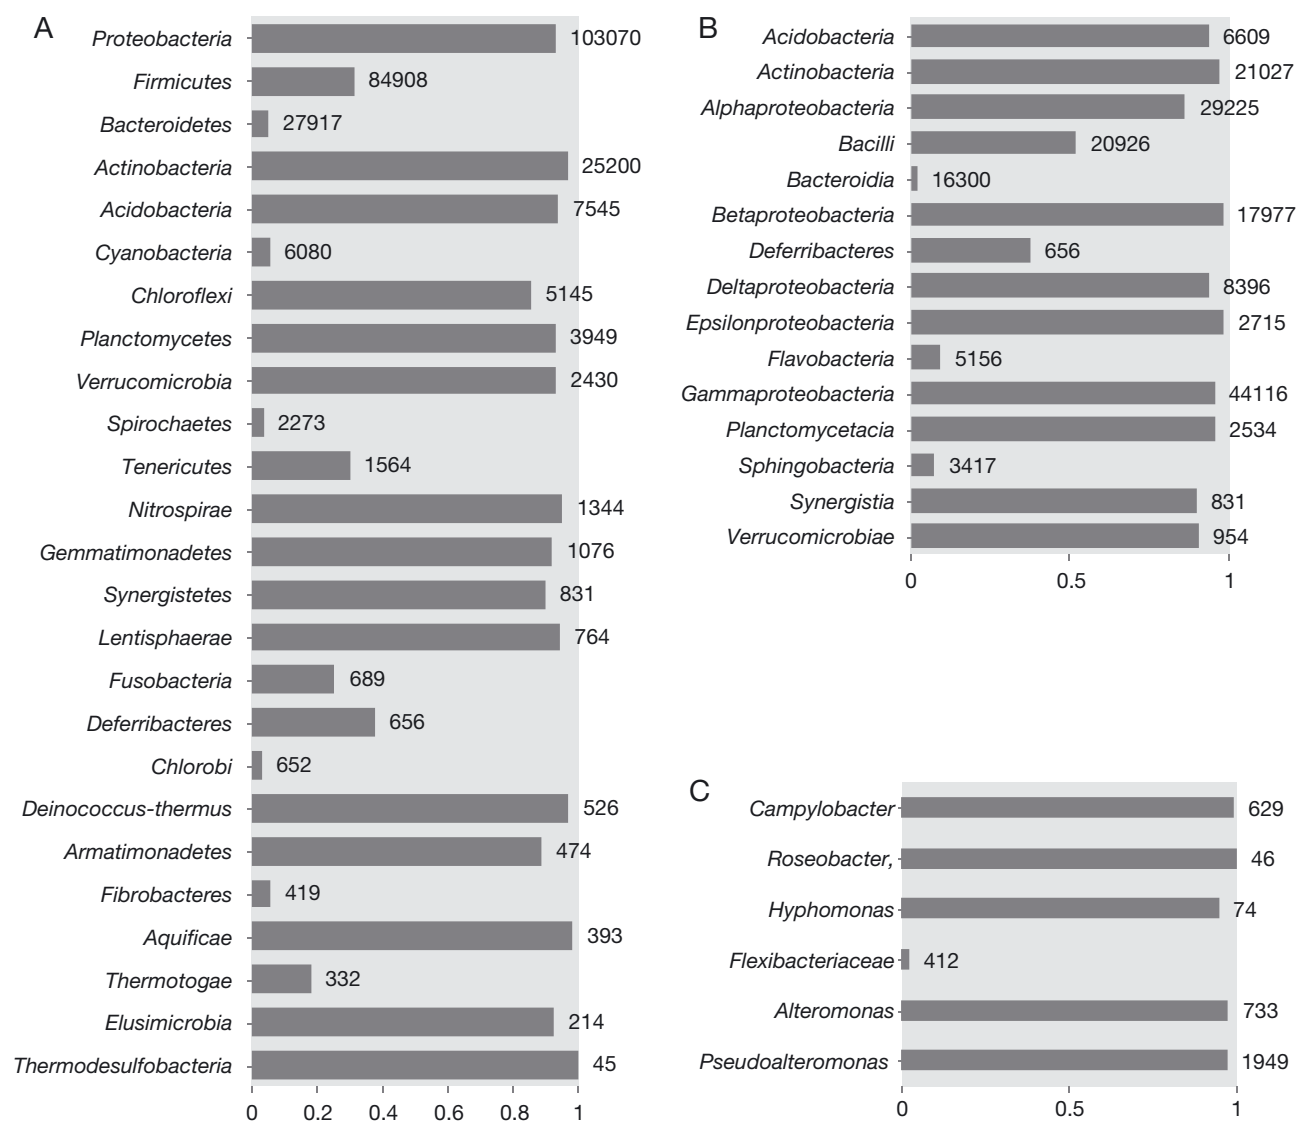 A
Proteobacteria 103070
Firmicutes 84908
Bacteroidetes 27917
Actinobacteria 25200
Acidobacteria 7545
Cyanobacteria 6080
Chloroflexi 5145
Planctomycetes 3949
Verrucomicrobia 2430
Spirochaetes 2273
Tenericutes 1564
Nitrospirae 1344
Gemmatimonadetes 1076
Synergistetes 831
Lentisphaerae 764
Fusobacteria 689
Deferribacteres 656
Chlorobi 652
Deinococcus-thermus 526
Armatimonadetes 474
Fibrobacteres 419
Aquificae 393
Thermotogae 332
Elusimicrobia 214
Thermodesulfobacteria 45
0 0.2 0.4 0.6 0.8 1
B
Acidobacteria 6609
Actinobacteria 21027
Alphaproteobacteria 29225
Bacilli 20926
Bacteroidia 16300
Betaproteobacteria 17977
Deferribacteres 656
Deltaproteobacteria 8396
Epsilonproteobacteria 2715
Flavobacteria 5156
Gammaproteobacteria 44116
Planctomycetacia 2534
Sphingobacteria 3417
Synergistia 831
Verrucomicrobiae 954
0 0.5 1
C
Campylobacter 629
Roseobacter, 46
Hyphomonas 74
Flexibacteriaceae 412
Alteromonas 733
Pseudoalteromonas 1949
0 0.5 1